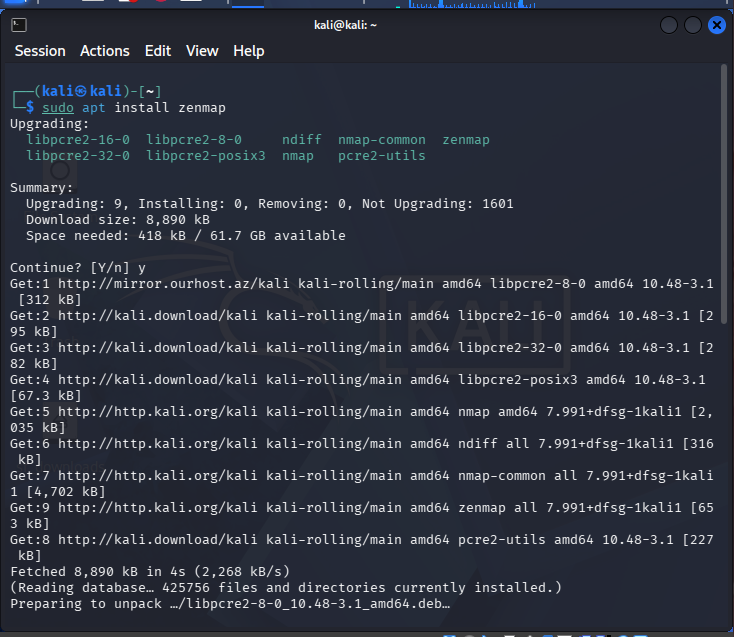 kali@kali: ~
Session Actions Edit View Help
┌──(kali㉿kali)-[~]
└─$ sudo apt install zenmap
Upgrading:
  libpcre2-16-0  libpcre2-8-0     ndiff  nmap-common  zenmap
  libpcre2-32-0  libpcre2-posix3  nmap   pcre2-utils
Summary:
  Upgrading: 9, Installing: 0, Removing: 0, Not Upgrading: 1601
  Download size: 8,890 kB
  Space needed: 418 kB / 61.7 GB available
Continue? [Y/n] y
Get:1 http://mirror.ourhost.az/kali kali-rolling/main amd64 libpcre2-8-0 amd64 10.48-3.1
 [312 kB]
Get:2 http://kali.download/kali kali-rolling/main amd64 libpcre2-16-0 amd64 10.48-3.1 [2
95 kB]
Get:3 http://kali.download/kali kali-rolling/main amd64 libpcre2-32-0 amd64 10.48-3.1 [2
82 kB]
Get:4 http://kali.download/kali kali-rolling/main amd64 libpcre2-posix3 amd64 10.48-3.1
[67.3 kB]
Get:5 http://http.kali.org/kali kali-rolling/main amd64 nmap amd64 7.991+dfsg-1kali1 [2,
035 kB]
Get:6 http://http.kali.org/kali kali-rolling/main amd64 ndiff all 7.991+dfsg-1kali1 [316
 kB]
Get:7 http://http.kali.org/kali kali-rolling/main amd64 nmap-common all 7.991+dfsg-1kali
1 [4,702 kB]
Get:9 http://http.kali.org/kali kali-rolling/main amd64 zenmap all 7.991+dfsg-1kali1 [65
3 kB]
Get:8 http://kali.download/kali kali-rolling/main amd64 pcre2-utils amd64 10.48-3.1 [227
 kB]
Fetched 8,890 kB in 4s (2,268 kB/s)
(Reading database… 425756 files and directories currently installed.)
Preparing to unpack …/libpcre2-8-0_10.48-3.1_amd64.deb…
KALI